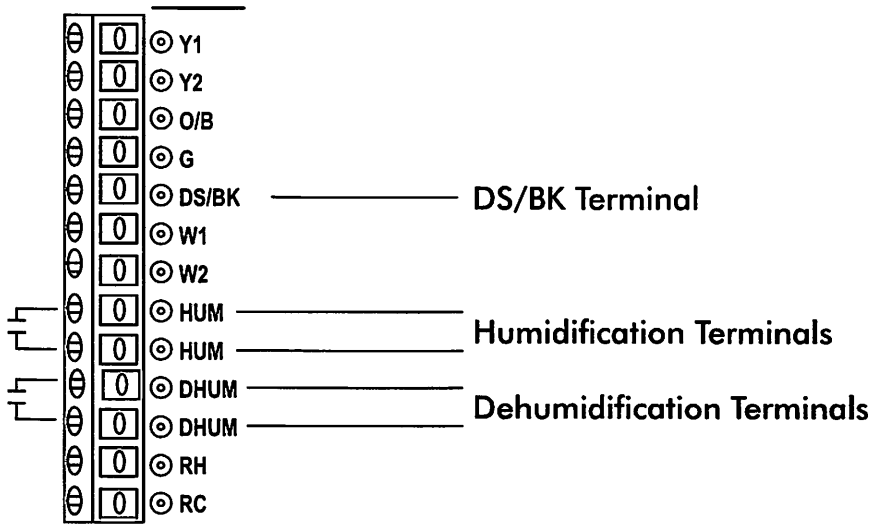 Y1
Y2
O/B
G
DS/BK DS/BK Terminal
W1
W2
HUM
Humidification Terminals
HUM
DHUM
Dehumidification Terminals
DHUM
RH
RC